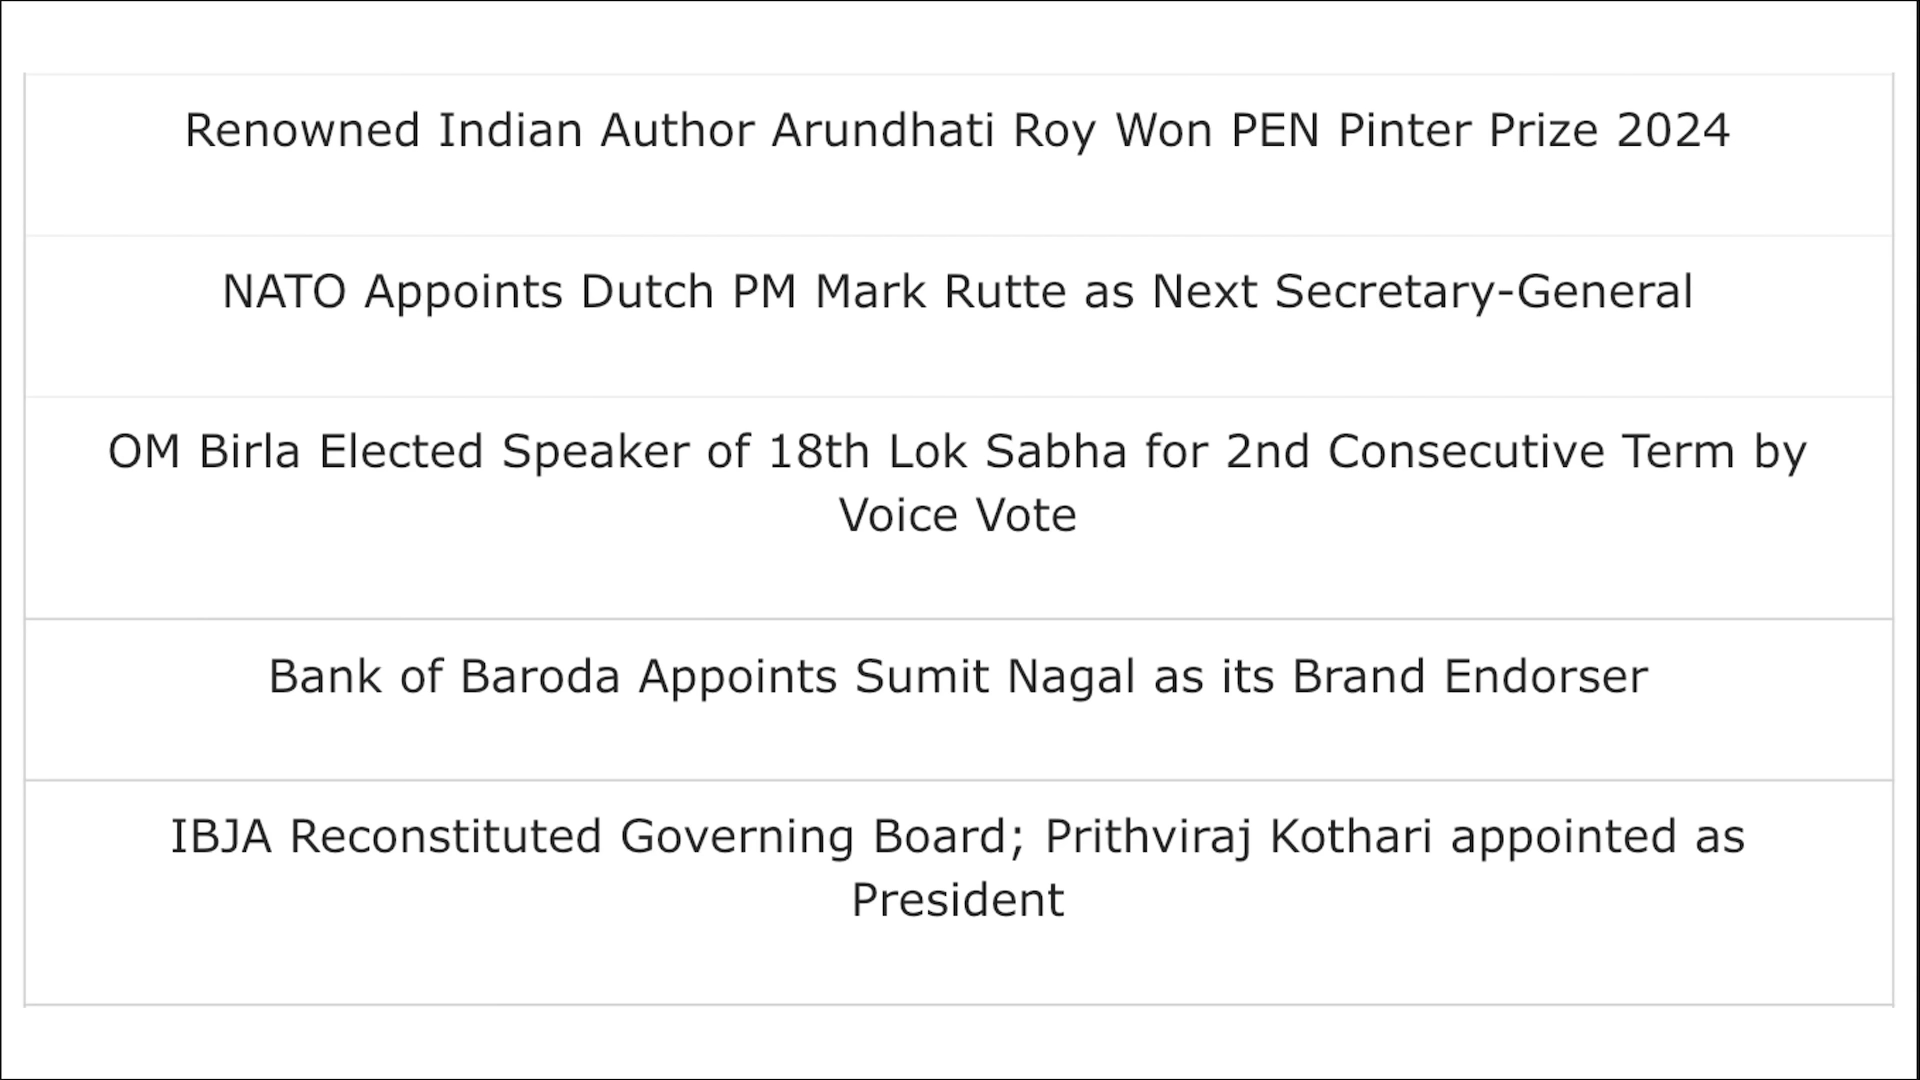 Renowned Indian Author Arundhati Roy Won PEN Pinter Prize 2024
NATO Appoints Dutch PM Mark Rutte as Next Secretary-General
OM Birla Elected Speaker of 18th Lok Sabha for 2nd Consecutive Term by
Voice Vote
Bank of Baroda Appoints Sumit Nagal as its Brand Endorser
IBJA Reconstituted Governing Board; Prithviraj Kothari appointed as
President